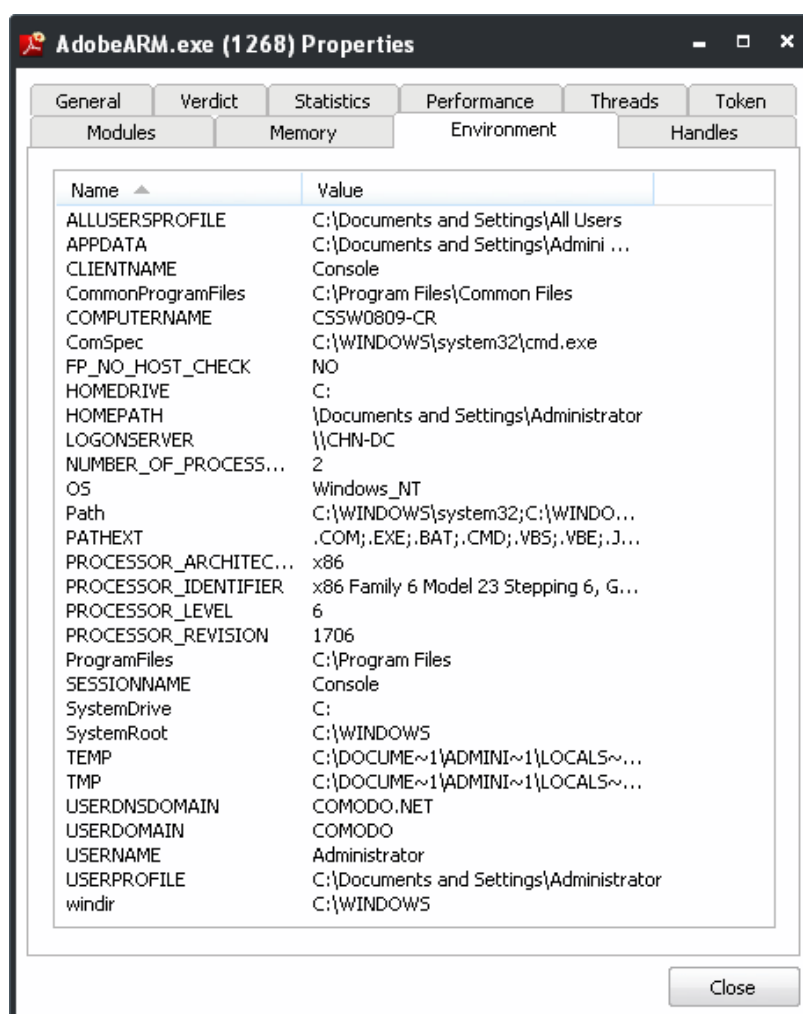 AdobeARM.exe (1268) Properties
General Verdict Statistics Performance Threads Token
Modules Memory Environment Handles
Name Value
ALLUSERSPROFILE C:\Documents and Settings\All Users
APPDATA C:\Documents and Settings\Admini ...
CLIENTNAME Console
CommonProgramFiles C:\Program Files\Common Files
COMPUTERNAME CSSW0809-CR
ComSpec C:\WINDOWS\system32\cmd.exe
FP_NO_HOST_CHECK NO
HOMEDRIVE C:
HOMEPATH \Documents and Settings\Administrator
LOGONSERVER \\CHN-DC
NUMBER_OF_PROCESS... 2
OS Windows_NT
Path C:\WINDOWS\system32;C:\WINDO...
PATHEXT .COM;.EXE;.BAT;.CMD;.VBS;.VBE;.J...
PROCESSOR_ARCHITEC... x86
PROCESSOR_IDENTIFIER x86 Family 6 Model 23 Stepping 6, G...
PROCESSOR_LEVEL 6
PROCESSOR_REVISION 1706
ProgramFiles C:\Program Files
SESSIONNAME Console
SystemDrive C:
SystemRoot C:\WINDOWS
TEMP C:\DOCUME~1\ADMINI~1\LOCALS~...
TMP C:\DOCUME~1\ADMINI~1\LOCALS~...
USERDNSDOMAIN COMODO.NET
USERDOMAIN COMODO
USERNAME Administrator
USERPROFILE C:\Documents and Settings\Administrator
windir C:\WINDOWS
Close